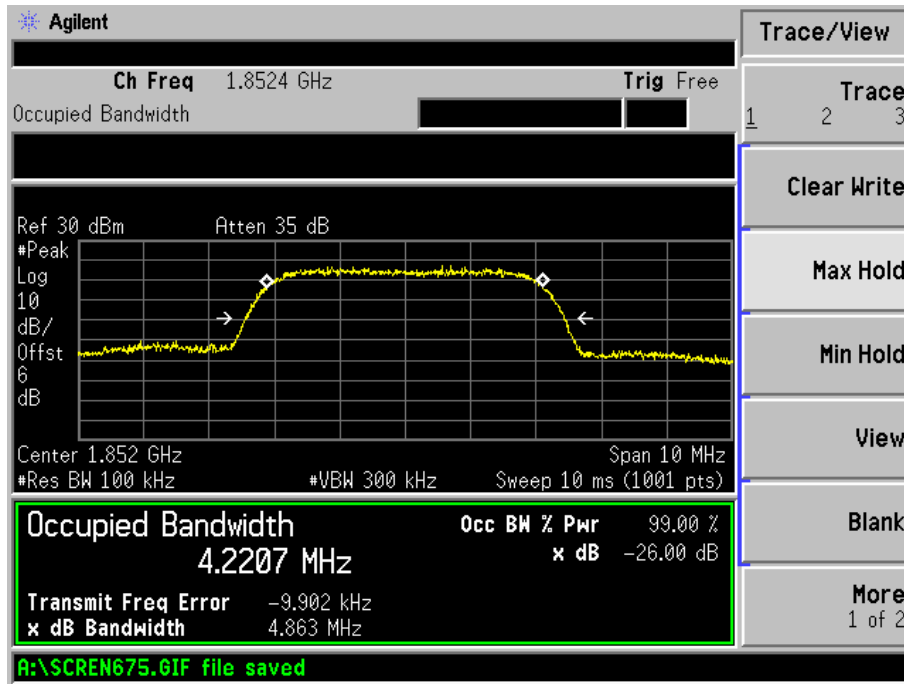 Agilent
Trace/View
Ch Freq 1.8524 GHz Trig Free
Occupied Bandwidth
Trace
1 2 3
Clear Write
Max Hold
Min Hold
View
Blank
More
1 of 2
Ref 30 dBm Atten 35 dB
#Peak
Log
10
dB/
Offst
6
dB
Center 1.852 GHz Span 10 MHz
#Res BW 100 kHz #VBW 300 kHz Sweep 10 ms (1001 pts)
Occupied Bandwidth
4.2207 MHz
Occ BW % Pwr 99.00 %
x dB -26.00 dB
Transmit Freq Error -9.902 kHz
x dB Bandwidth 4.863 MHz
A:\SCREN675.GIF file saved